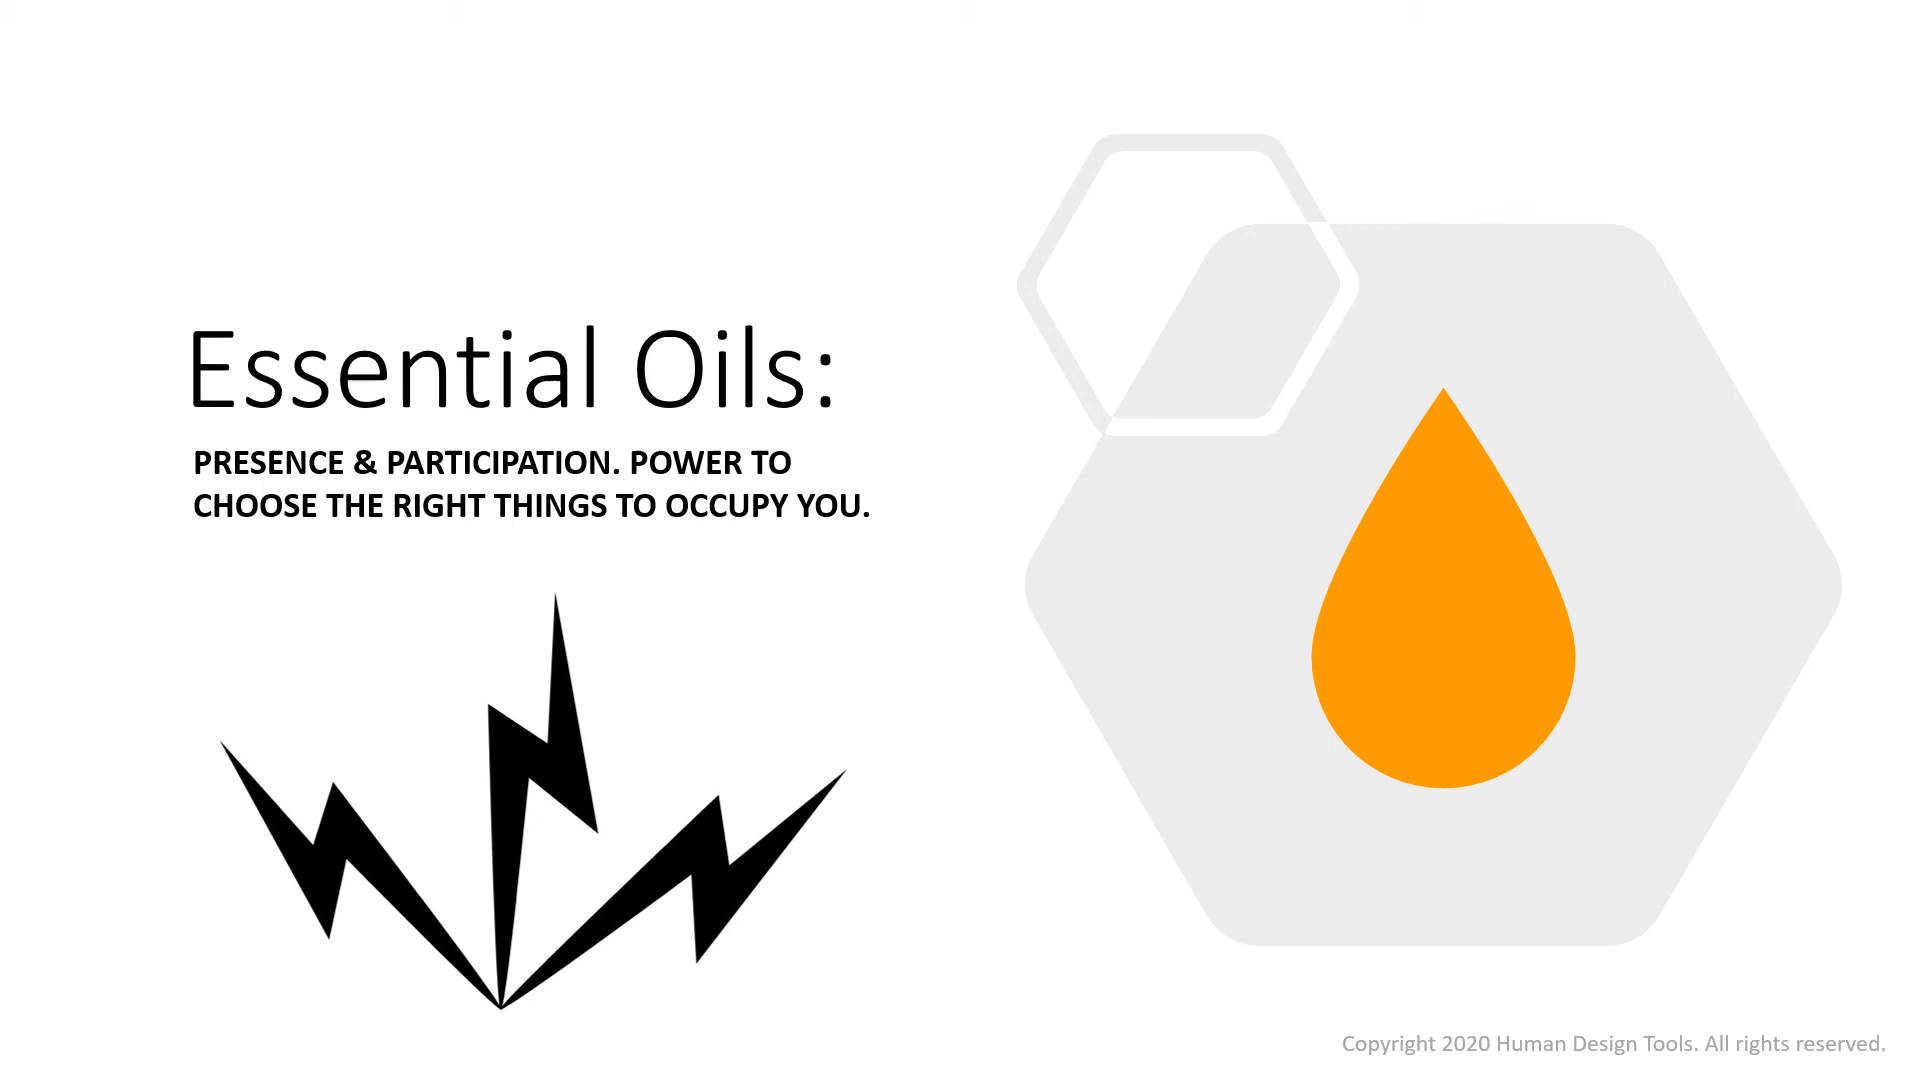 Essential Oils:
PRESENCE & PARTICIPATION. POWER TO
CHOOSE THE RIGHT THINGS TO OCCUPY YOU.
Copyright 2020 Human Design Tools. All rights reserved.